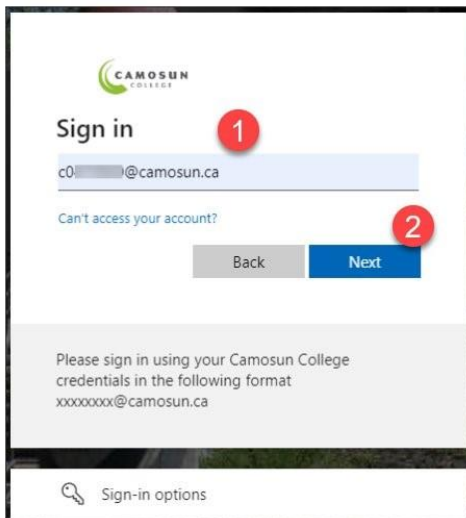 CAMOSUN
COLLEGE
Sign in
1
c0 @camosun.ca
Can't access your account?
2
Back
Next
Please sign in using your Camosun College
credentials in the following format
xxxxxxxx@camosun.ca
Sign-in options